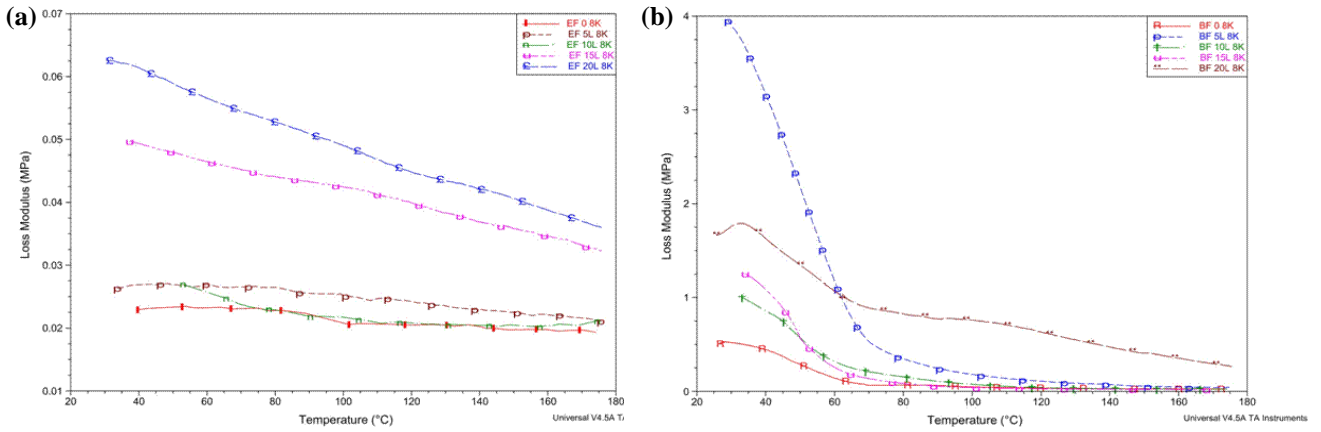 (a)
0.07
0.06
0.05
0.04
0.03
0.02
0.01
Loss Modulus (MPa)
EF 0 8K
EF 5L 8K
EF 10L 8K
EF 15L 8K
EF 20L 8K
20 40 60 80 100 120 140 160 180
Temperature (°C)
Universal V4.5A TA
(b)
4
3
2
1
0
Loss Modulus (MPa)
BF 0 8K
BF 5L 8K
BF 10L 8K
BF 15L 8K
BF 20L 8K
20 40 60 80 100 120 140 160 180
Temperature (°C)
Universal V4.5A TA Instruments